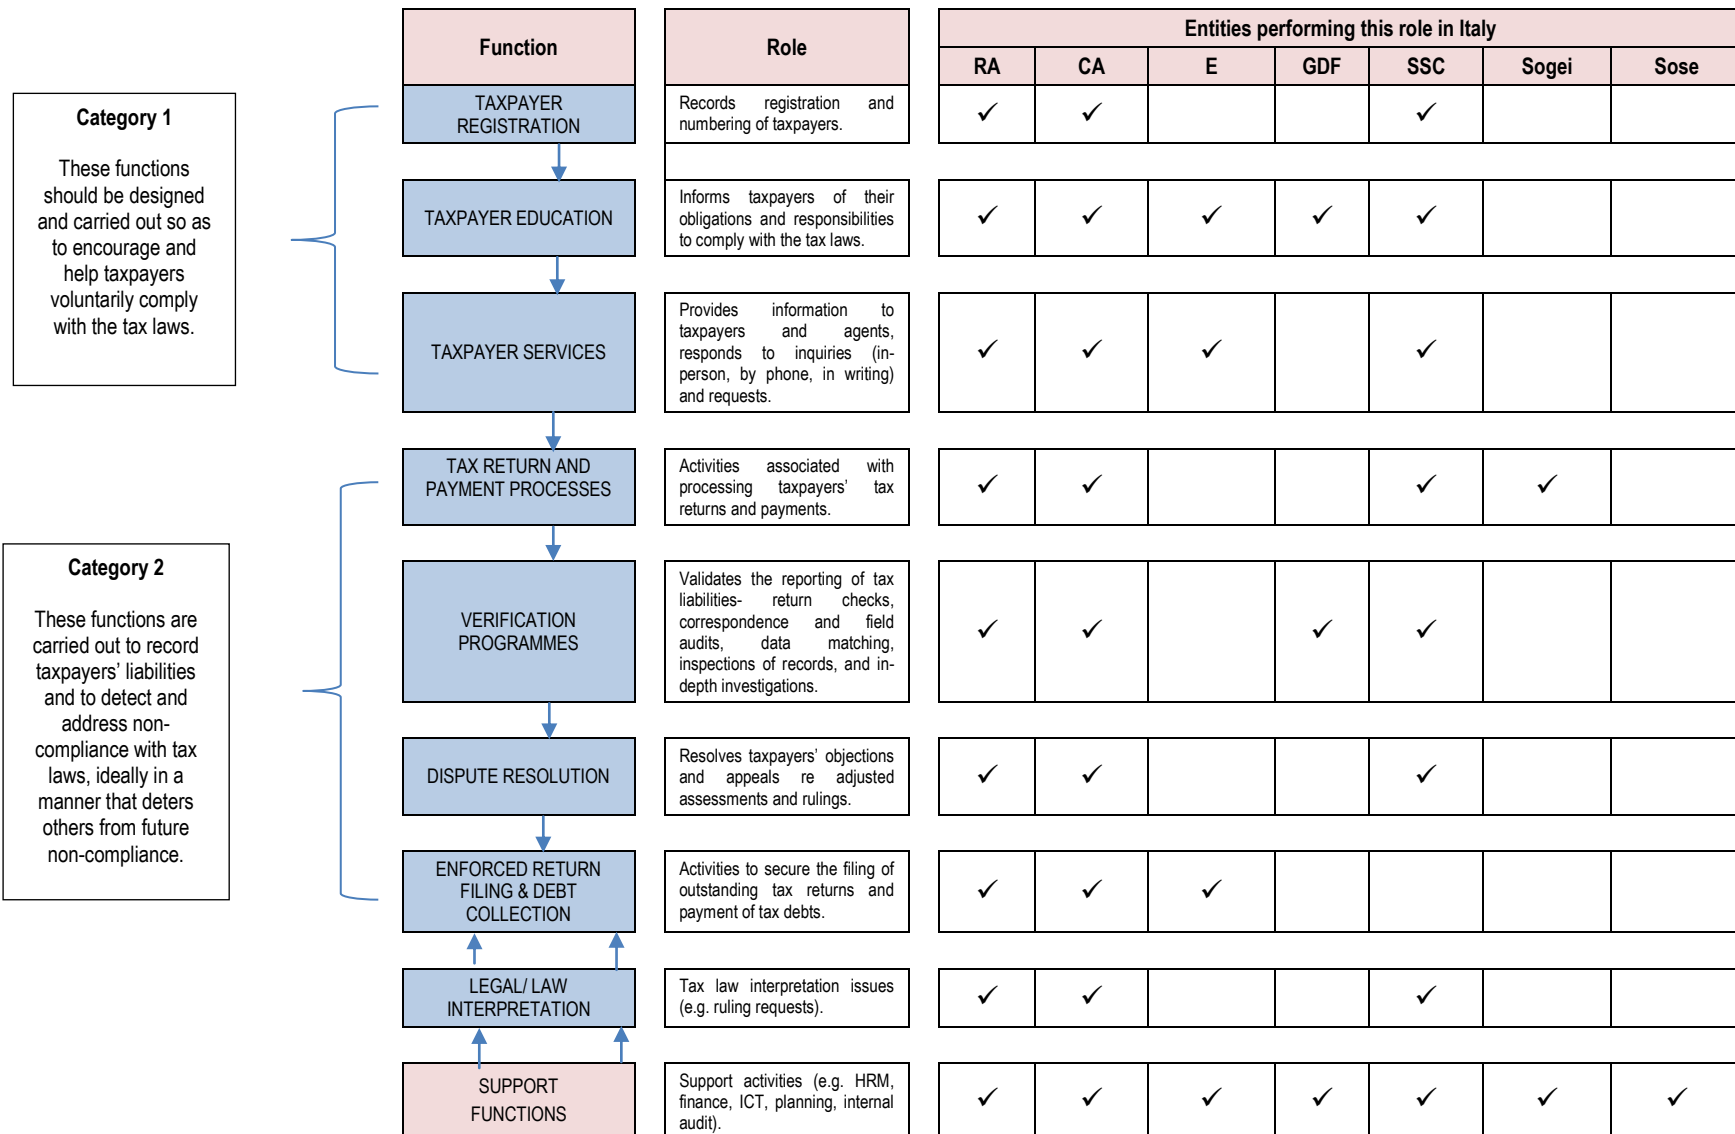 Function
Role
Entities performing this role in Italy
RA CA E GDF SSC Sogei Sose
Category 1
These functions
should be designed
and carried out so as
to encourage and
help taxpayers
voluntarily comply
with the tax laws.
TAXPAYER
REGISTRATION
Records registration and
numbering of taxpayers.
✓ ✓ ✓
TAXPAYER EDUCATION
Informs taxpayers of their
obligations and responsibilities
to comply with the tax laws.
✓ ✓ ✓ ✓ ✓
TAXPAYER SERVICES
Provides information to
taxpayers and agents,
responds to inquiries (in-
person, by phone, in writing)
and requests.
✓ ✓ ✓ ✓
Category 2
These functions are
carried out to record
taxpayers’ liabilities
and to detect and
address non-
compliance with tax
laws, ideally in a
manner that deters
others from future
non-compliance.
TAX RETURN AND
PAYMENT PROCESSES
Activities associated with
processing taxpayers’ tax
returns and payments.
✓ ✓ ✓ ✓
VERIFICATION
PROGRAMMES
Validates the reporting of tax
liabilities- return checks,
correspondence and field
audits, data matching,
inspections of records, and in-
depth investigations.
✓ ✓ ✓ ✓
DISPUTE RESOLUTION
Resolves taxpayers’ objections
and appeals re adjusted
assessments and rulings.
✓ ✓ ✓
ENFORCED RETURN
FILING & DEBT
COLLECTION
Activities to secure the filing of
outstanding tax returns and
payment of tax debts.
✓ ✓ ✓
LEGAL/ LAW
INTERPRETATION
Tax law interpretation issues
(e.g. ruling requests).
✓ ✓ ✓
SUPPORT
FUNCTIONS
Support activities (e.g. HRM,
finance, ICT, planning, internal
audit).
✓ ✓ ✓ ✓ ✓ ✓ ✓